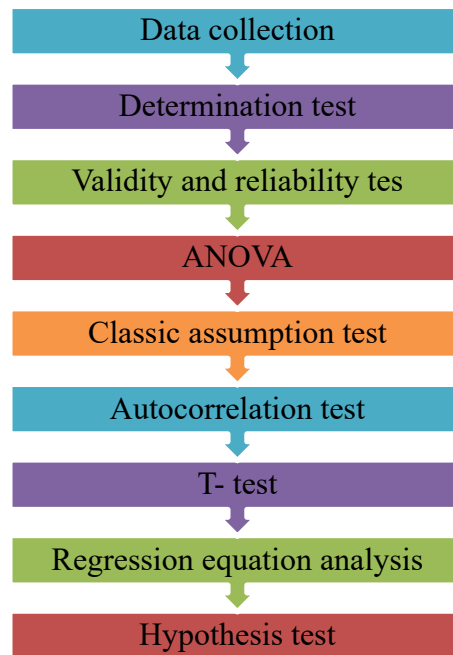 Data collection
Determination test
Validity and reliability tes
ANOVA
Classic assumption test
Autocorrelation test
T- test
Regression equation analysis
Hypothesis test